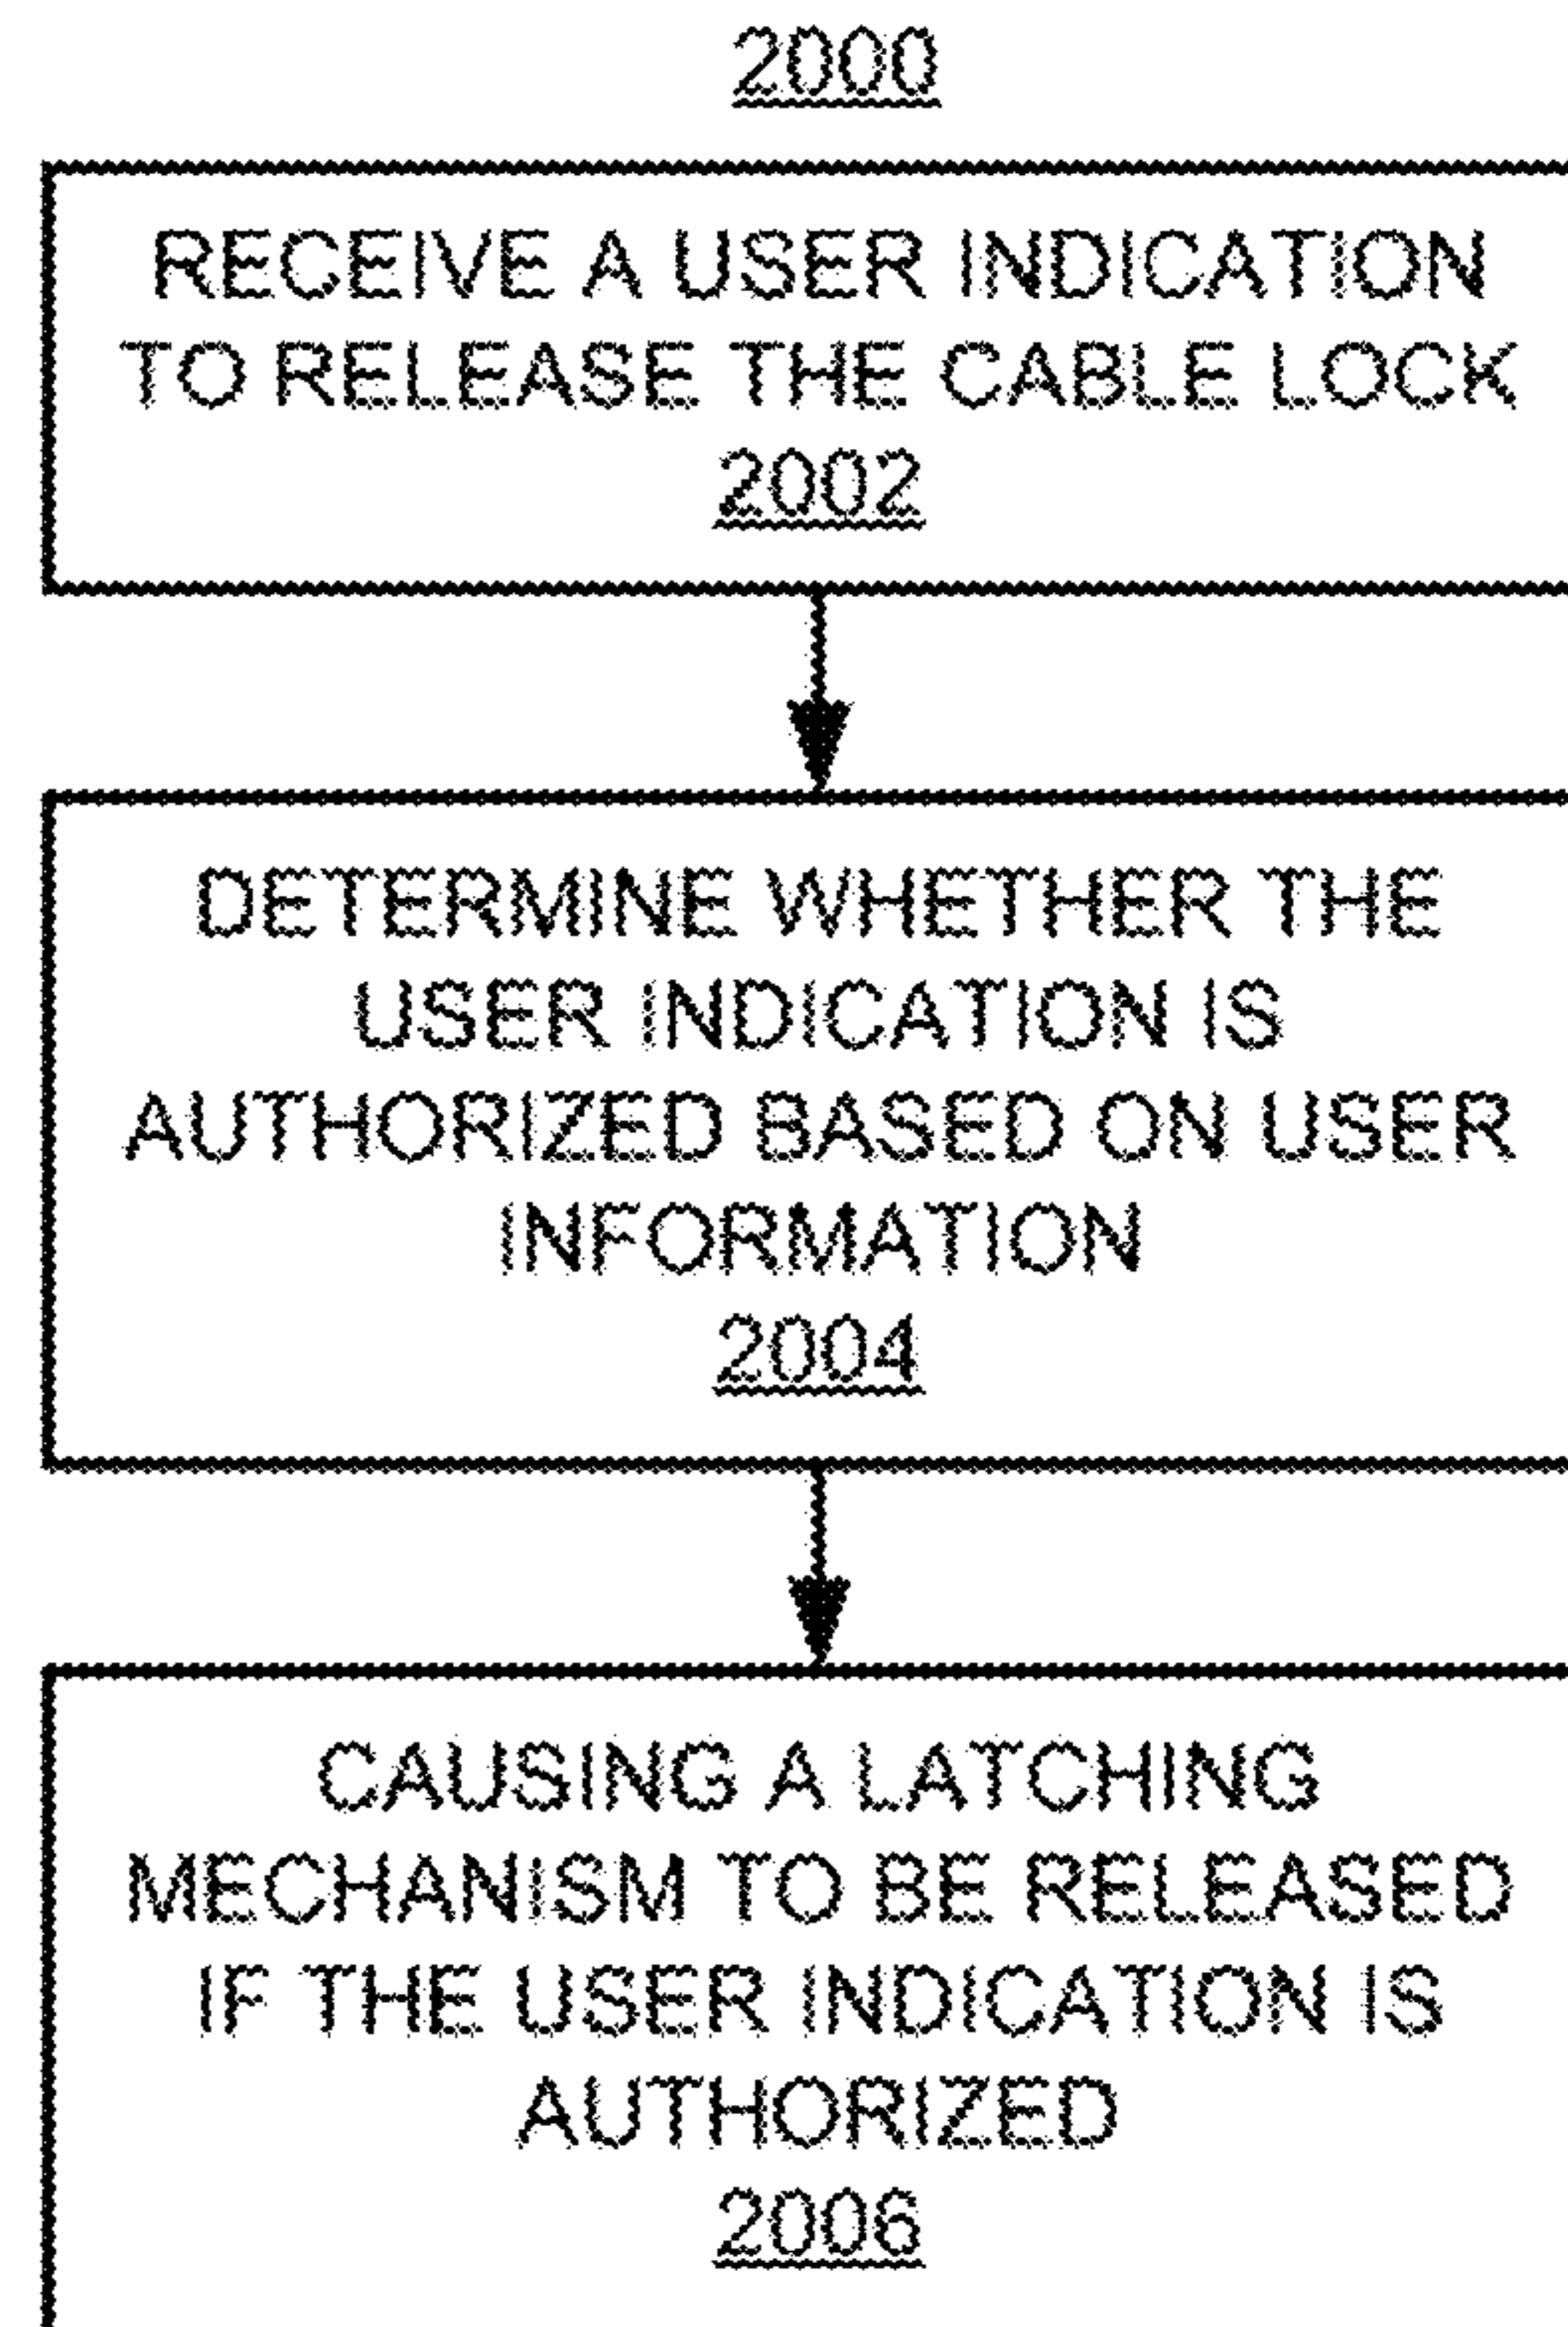 2000
RECEIVE A USER INDICATION
TO RELEASE THE CABLE LOCK
2002
DETERMINE WHETHER THE
USER INDICATION IS
AUTHORIZED BASED ON USER
INFORMATION
2004
CAUSING A LATCHING
MECHANISM TO BE RELEASED
IF THE USER INDICATION IS
AUTHORIZED
2006